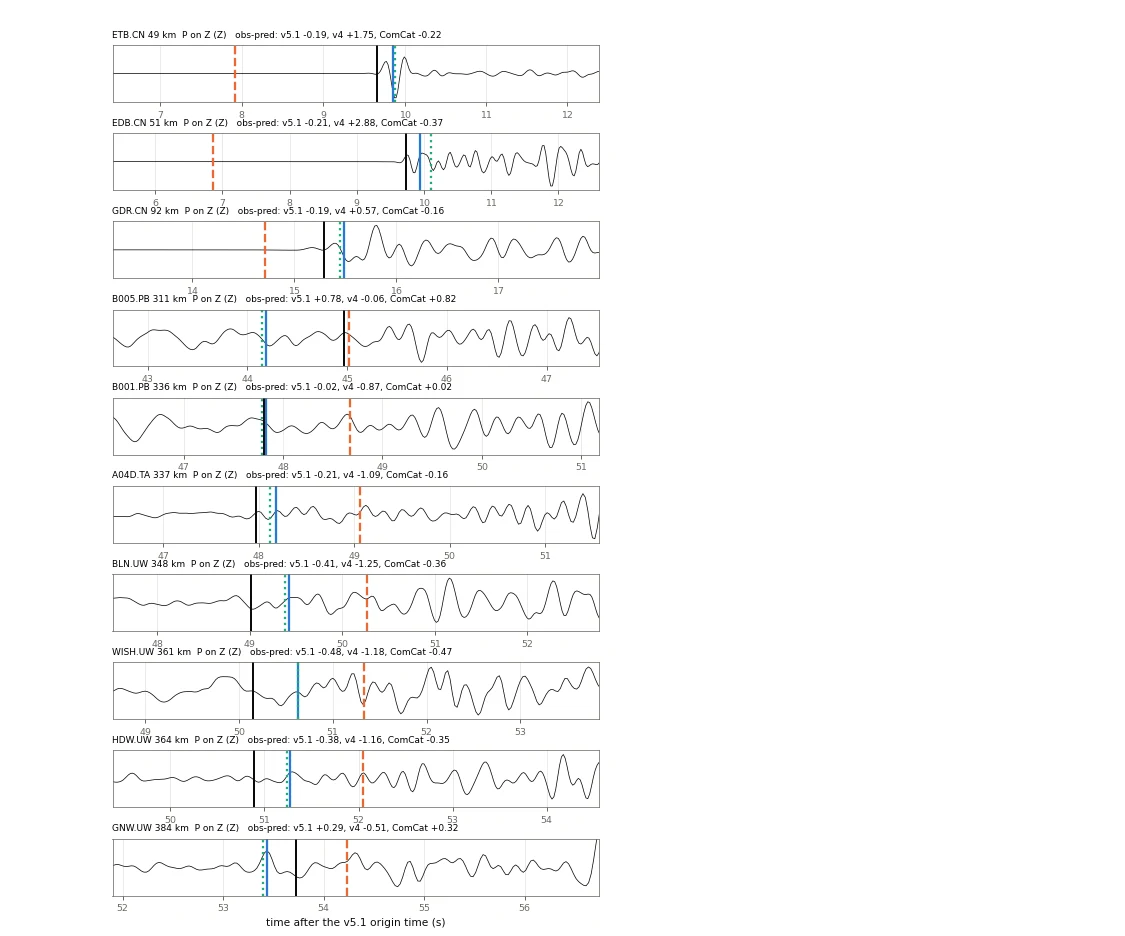 ETB.CN 49 km  P on Z (Z)   obs-pred: v5.1 -0.19, v4 +1.75, ComCat -0.22
7 8 9 10 11 12
EDB.CN 51 km  P on Z (Z)   obs-pred: v5.1 -0.21, v4 +2.88, ComCat -0.37
6 7 8 9 10 11 12
GDR.CN 92 km  P on Z (Z)   obs-pred: v5.1 -0.19, v4 +0.57, ComCat -0.16
14 15 16 17
B005.PB 311 km  P on Z (Z)   obs-pred: v5.1 +0.78, v4 -0.06, ComCat +0.82
43 44 45 46 47
B001.PB 336 km  P on Z (Z)   obs-pred: v5.1 -0.02, v4 -0.87, ComCat +0.02
47 48 49 50 51
A04D.TA 337 km  P on Z (Z)   obs-pred: v5.1 -0.21, v4 -1.09, ComCat -0.16
47 48 49 50 51
BLN.UW 348 km  P on Z (Z)   obs-pred: v5.1 -0.41, v4 -1.25, ComCat -0.36
48 49 50 51 52
WISH.UW 361 km  P on Z (Z)   obs-pred: v5.1 -0.48, v4 -1.18, ComCat -0.47
49 50 51 52 53
HDW.UW 364 km  P on Z (Z)   obs-pred: v5.1 -0.38, v4 -1.16, ComCat -0.35
50 51 52 53 54
GNW.UW 384 km  P on Z (Z)   obs-pred: v5.1 +0.29, v4 -0.51, ComCat +0.32
52 53 54 55 56
time after the v5.1 origin time (s)